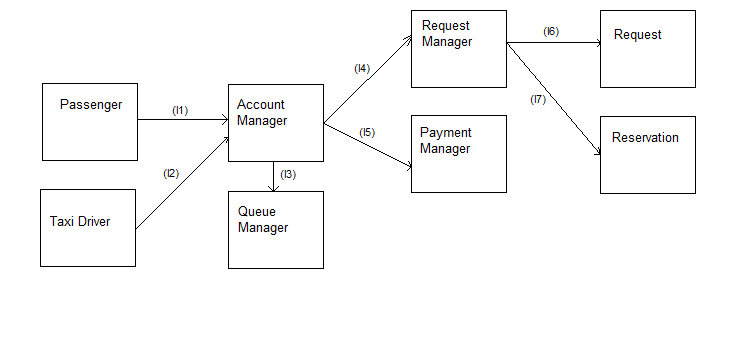 Passenger
(I1)
Account
Manager
(I4)
Request
Manager
(I6)
Request
(I7)
Reservation
(I5)
Payment
Manager
Taxi Driver
(I2)
(I3)
Queue
Manager